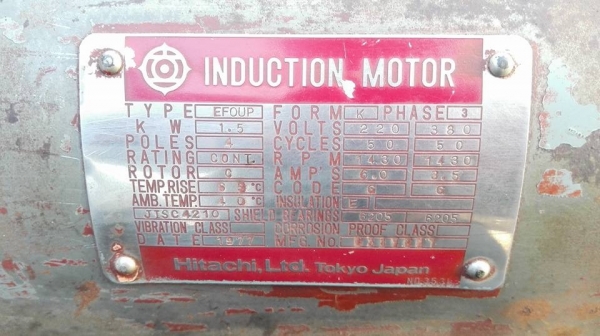 INDUCTION MOTOR
TYPE EFOUP FORM K PHASE 3
KW 1.5 VOLTS 220 380
POLES 4 CYCLES 50 50
RATING CONT. RPM 1430 1430
ROTOR C AMP'S 6.0 3.5
TEMP.RISE °C CODE G G
AMB.TEMP. 40°C INSULATION E
JISC4210 SHIELD BEARINGS 6205 6205
VIBRATION CLASS CORROSION PROOF CLASS
DATE MFG.NO.
Hitachi, Ltd. Tokyo Japan